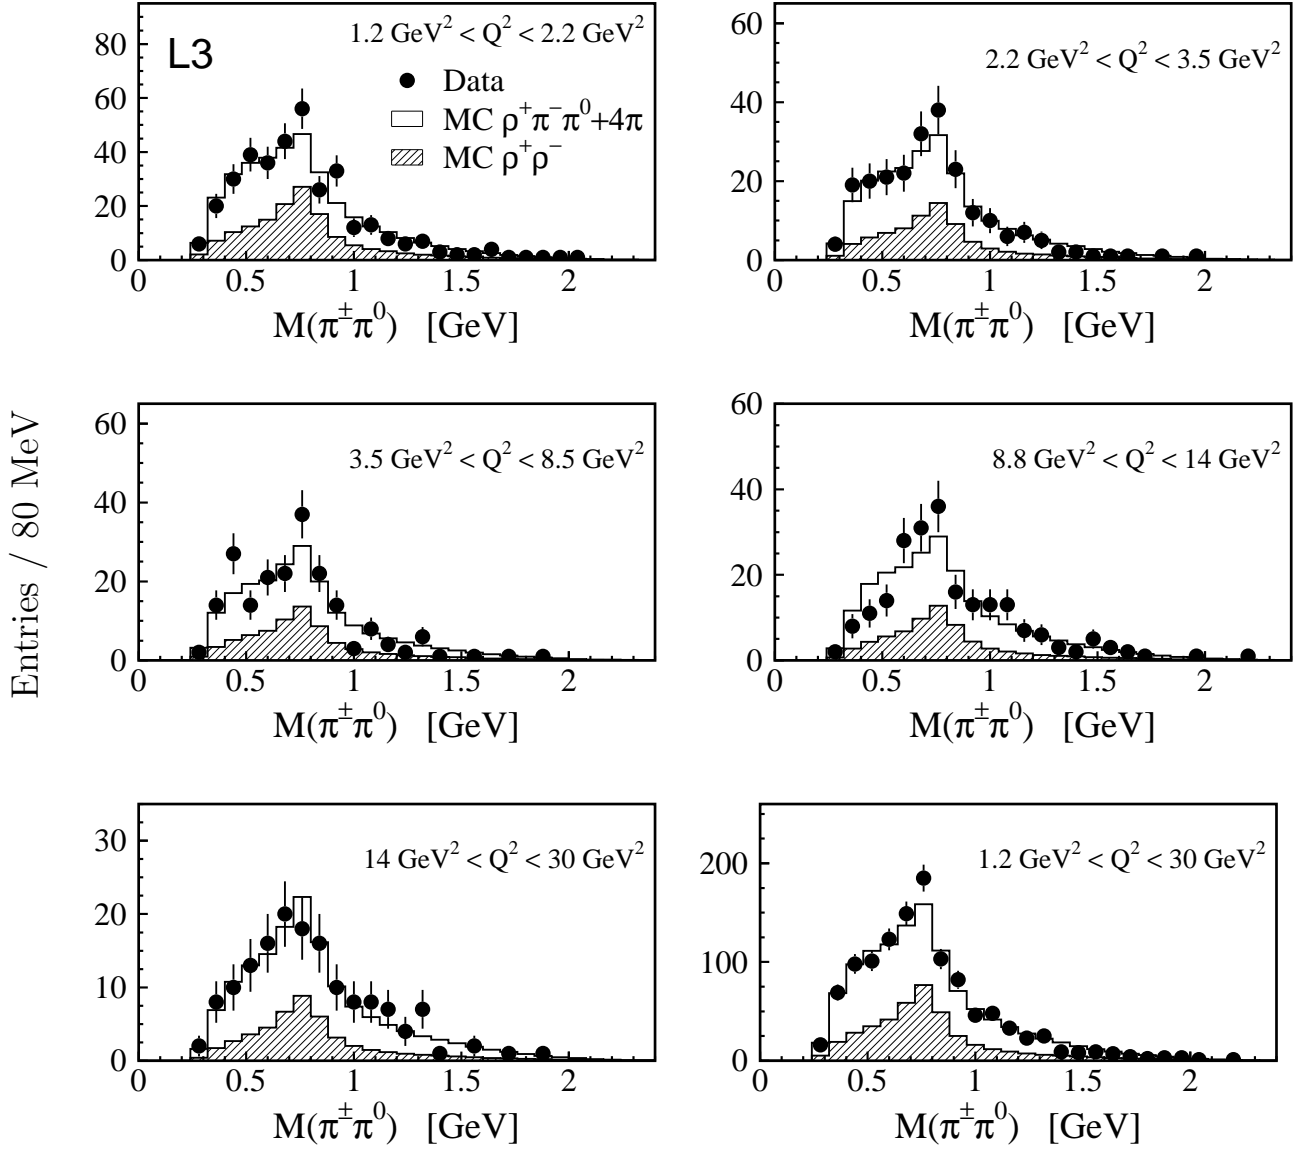 L3
1.2 GeV² < Q² < 2.2 GeV²
Data
MC ρ⁺π⁻π⁰+4π
MC ρ⁺ρ⁻
80
60
40
20
0
0 0.5 1 1.5 2
M(π±π⁰) [GeV]
2.2 GeV² < Q² < 3.5 GeV²
60
40
20
0
0 0.5 1 1.5 2
M(π±π⁰) [GeV]
Entries / 80 MeV
3.5 GeV² < Q² < 8.5 GeV²
60
40
20
0
0 0.5 1 1.5 2
M(π±π⁰) [GeV]
8.8 GeV² < Q² < 14 GeV²
60
40
20
0
0 0.5 1 1.5 2
M(π±π⁰) [GeV]
14 GeV² < Q² < 30 GeV²
30
20
10
0
0 0.5 1 1.5 2
M(π±π⁰) [GeV]
1.2 GeV² < Q² < 30 GeV²
200
100
0
0 0.5 1 1.5 2
M(π±π⁰) [GeV]